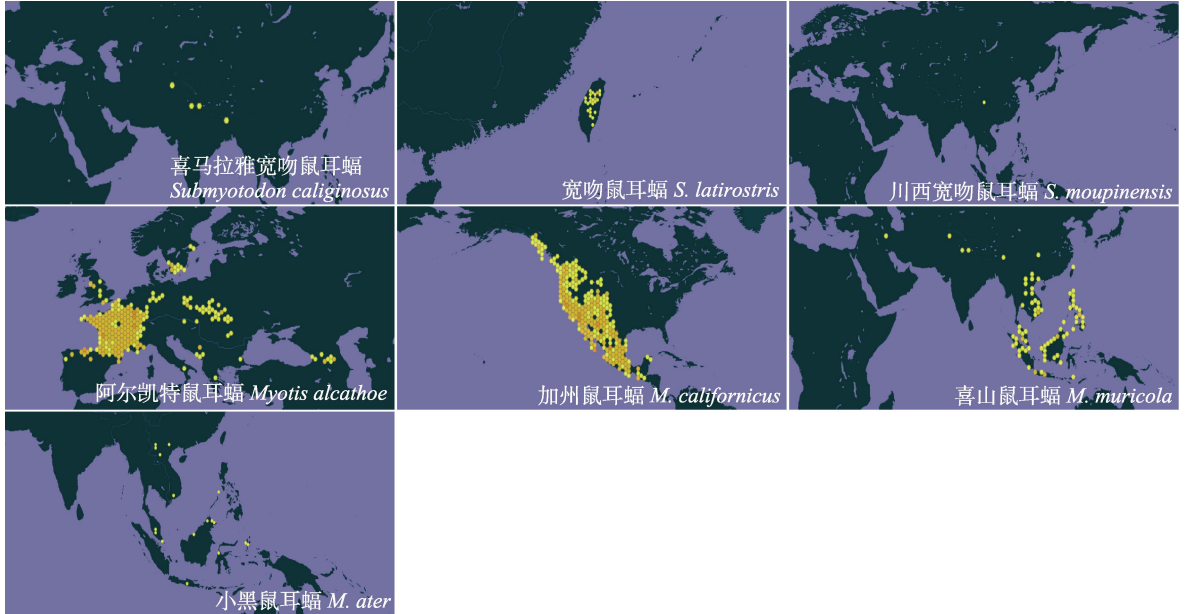 喜马拉雅宽吻鼠耳蝠
Submyotodon caliginosus
宽吻鼠耳蝠 S. latirostris
川西宽吻鼠耳蝠 S. moupinensis
阿尔凯特鼠耳蝠 Myotis alcathoe
加州鼠耳蝠 M. californicus
喜山鼠耳蝠 M. muricola
小黑鼠耳蝠 M. ater